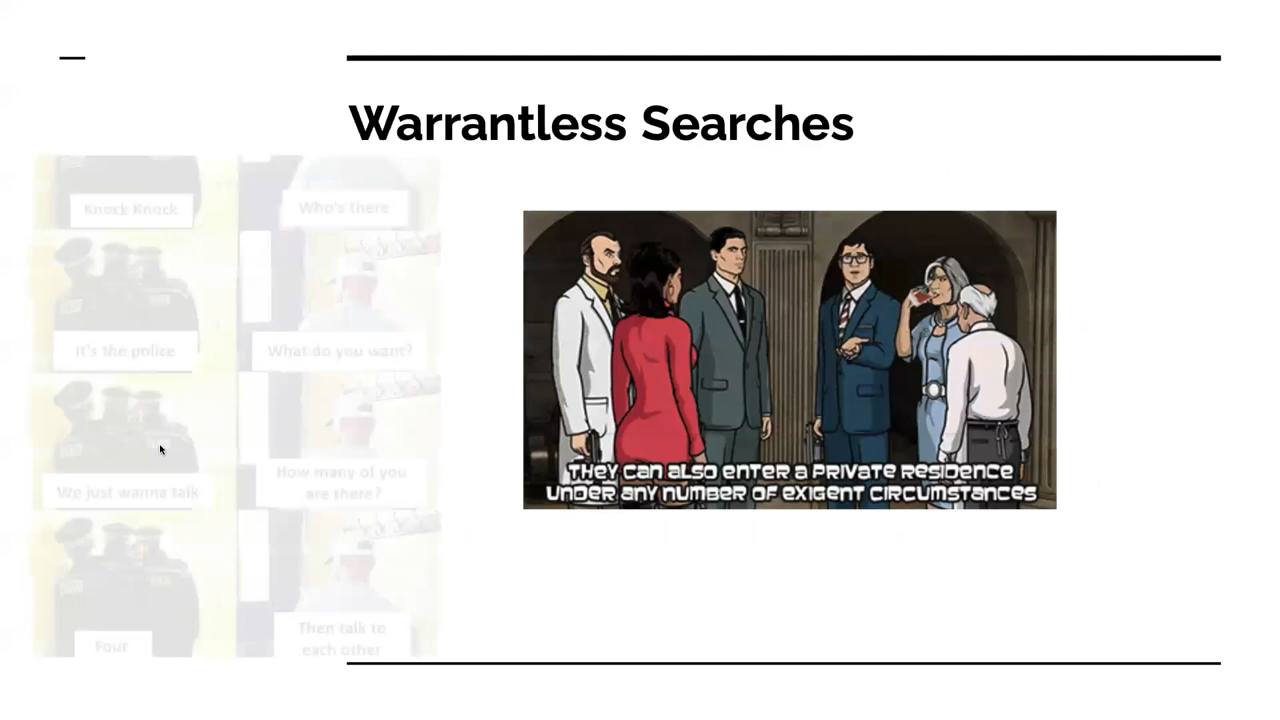 Warrantless Searches
Knock Knock
Who's there
It's the police
What do you want?
We just wanna talk
How many of you
are there?
Four
Then talk to
each other
THEY CAN ALSO ENTER A PRIVATE RESIDENCE
UNDER ANY NUMBER OF EXIGENT CIRCUMSTANCES